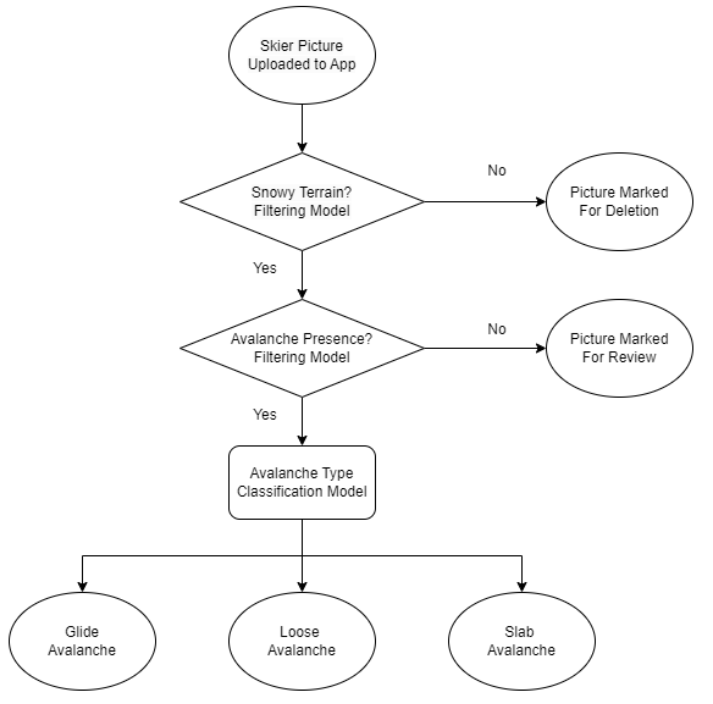 Skier Picture
Uploaded to App
Snowy Terrain?
Filtering Model
No
Picture Marked
For Deletion
Yes
Avalanche Presence?
Filtering Model
No
Picture Marked
For Review
Yes
Avalanche Type
Classification Model
Glide
Avalanche
Loose
Avalanche
Slab
Avalanche